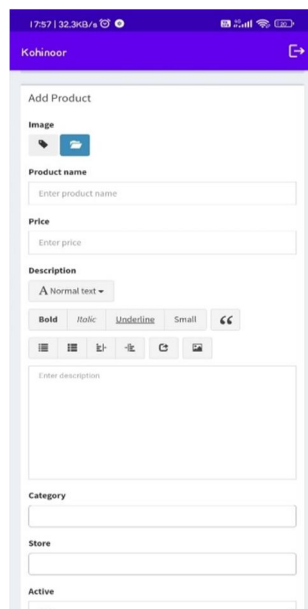 17:57 | 32.3KB/s
Kohinoor
Add Product
Image
Product name
Enter product name
Price
Enter price
Description
A Normal text
Bold Italic Underline Small
Enter description
Category
Store
Active